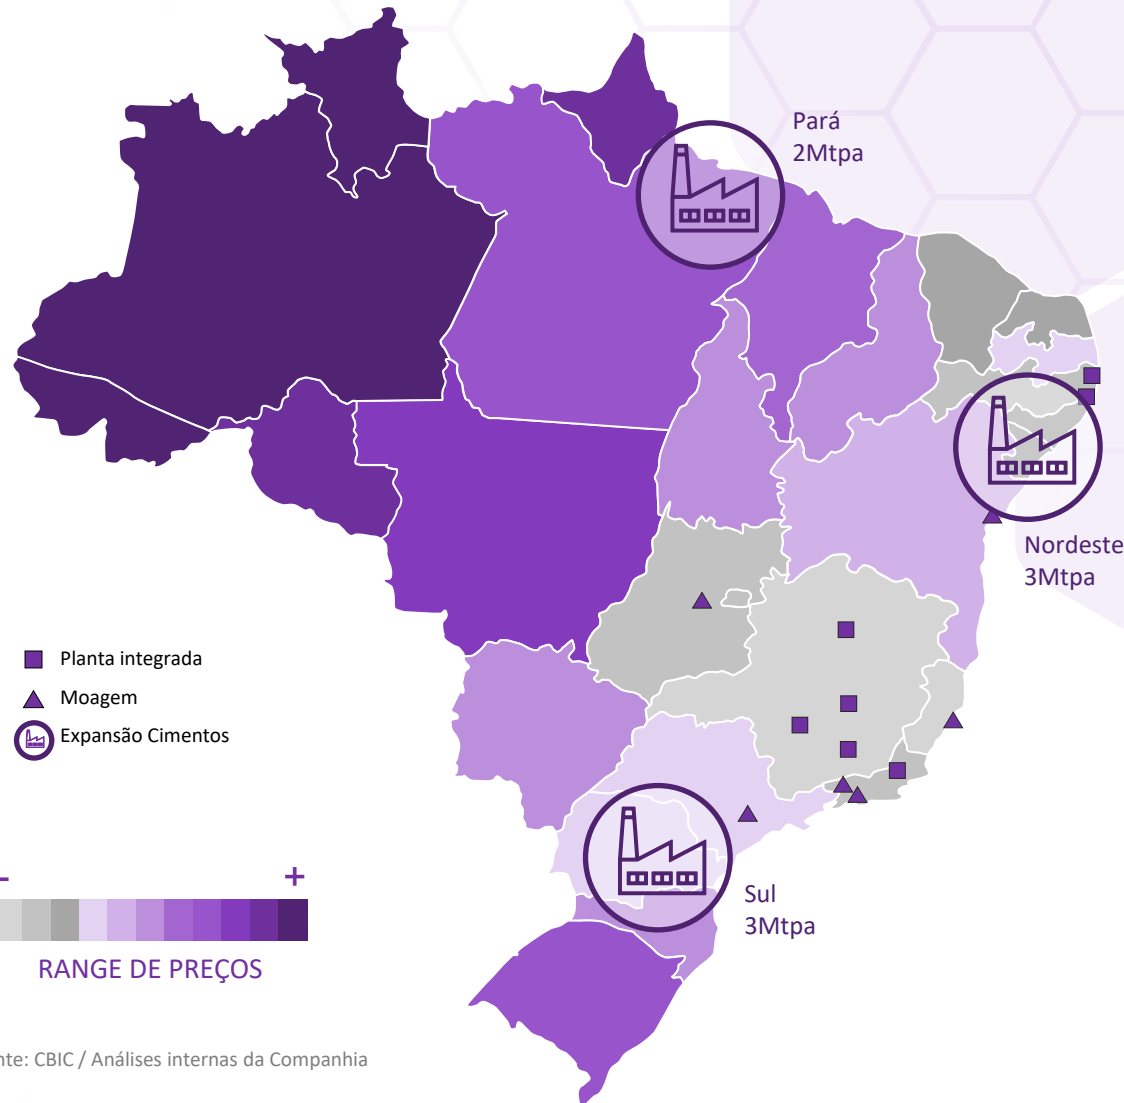 Pará
2Mtpa
Nordeste
3Mtpa
Planta integrada
Moagem
Expansão Cimentos
Sul
3Mtpa
- +
RANGE DE PREÇOS
nte: CBIC / Análises internas da Companhia